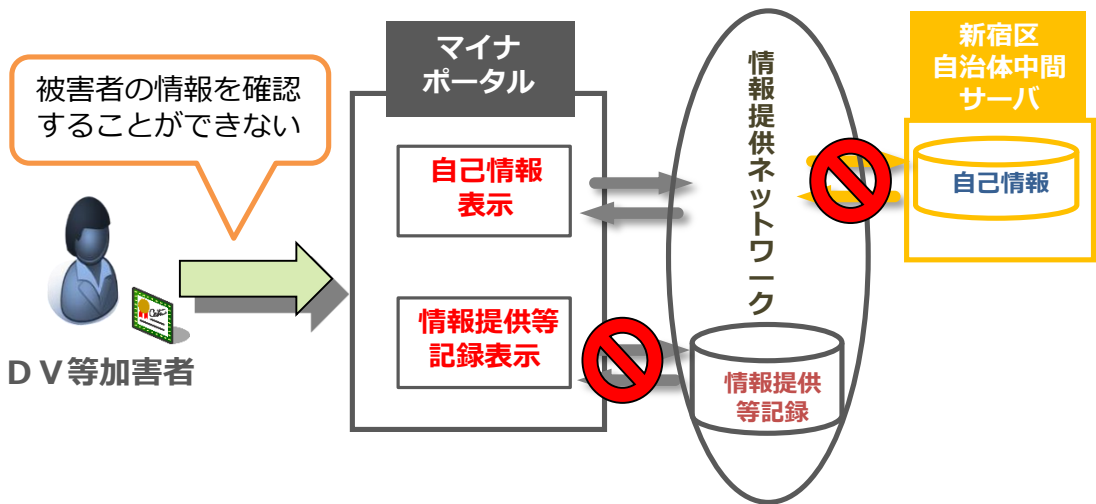 マイナ
ポータル
新宿区
自治体中間
サーバ
被害者の情報を確認
することができない
情報提供ネットワーク
自己情報
表示
自己情報
情報提供等
記録表示
情報提供
等記録
ＤＶ等加害者